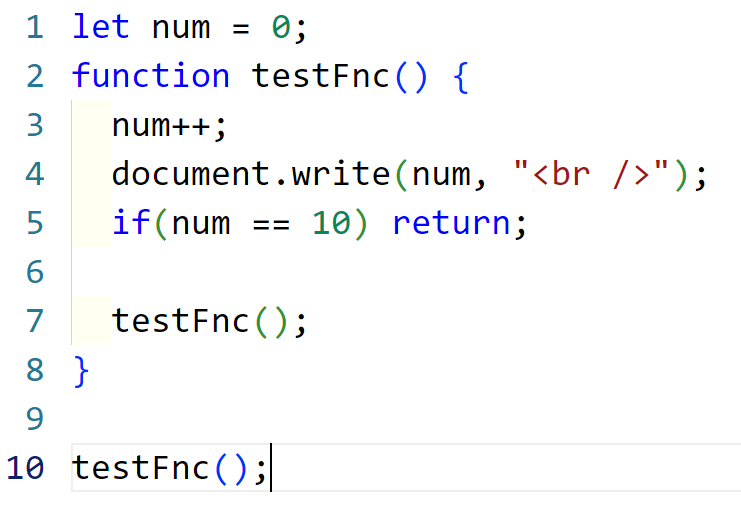 1 let num = 0;
2 function testFnc() {
3   num++;
4   document.write(num, "<br />");
5   if(num == 10) return;
6
7   testFnc();
8 }
9
10 testFnc();